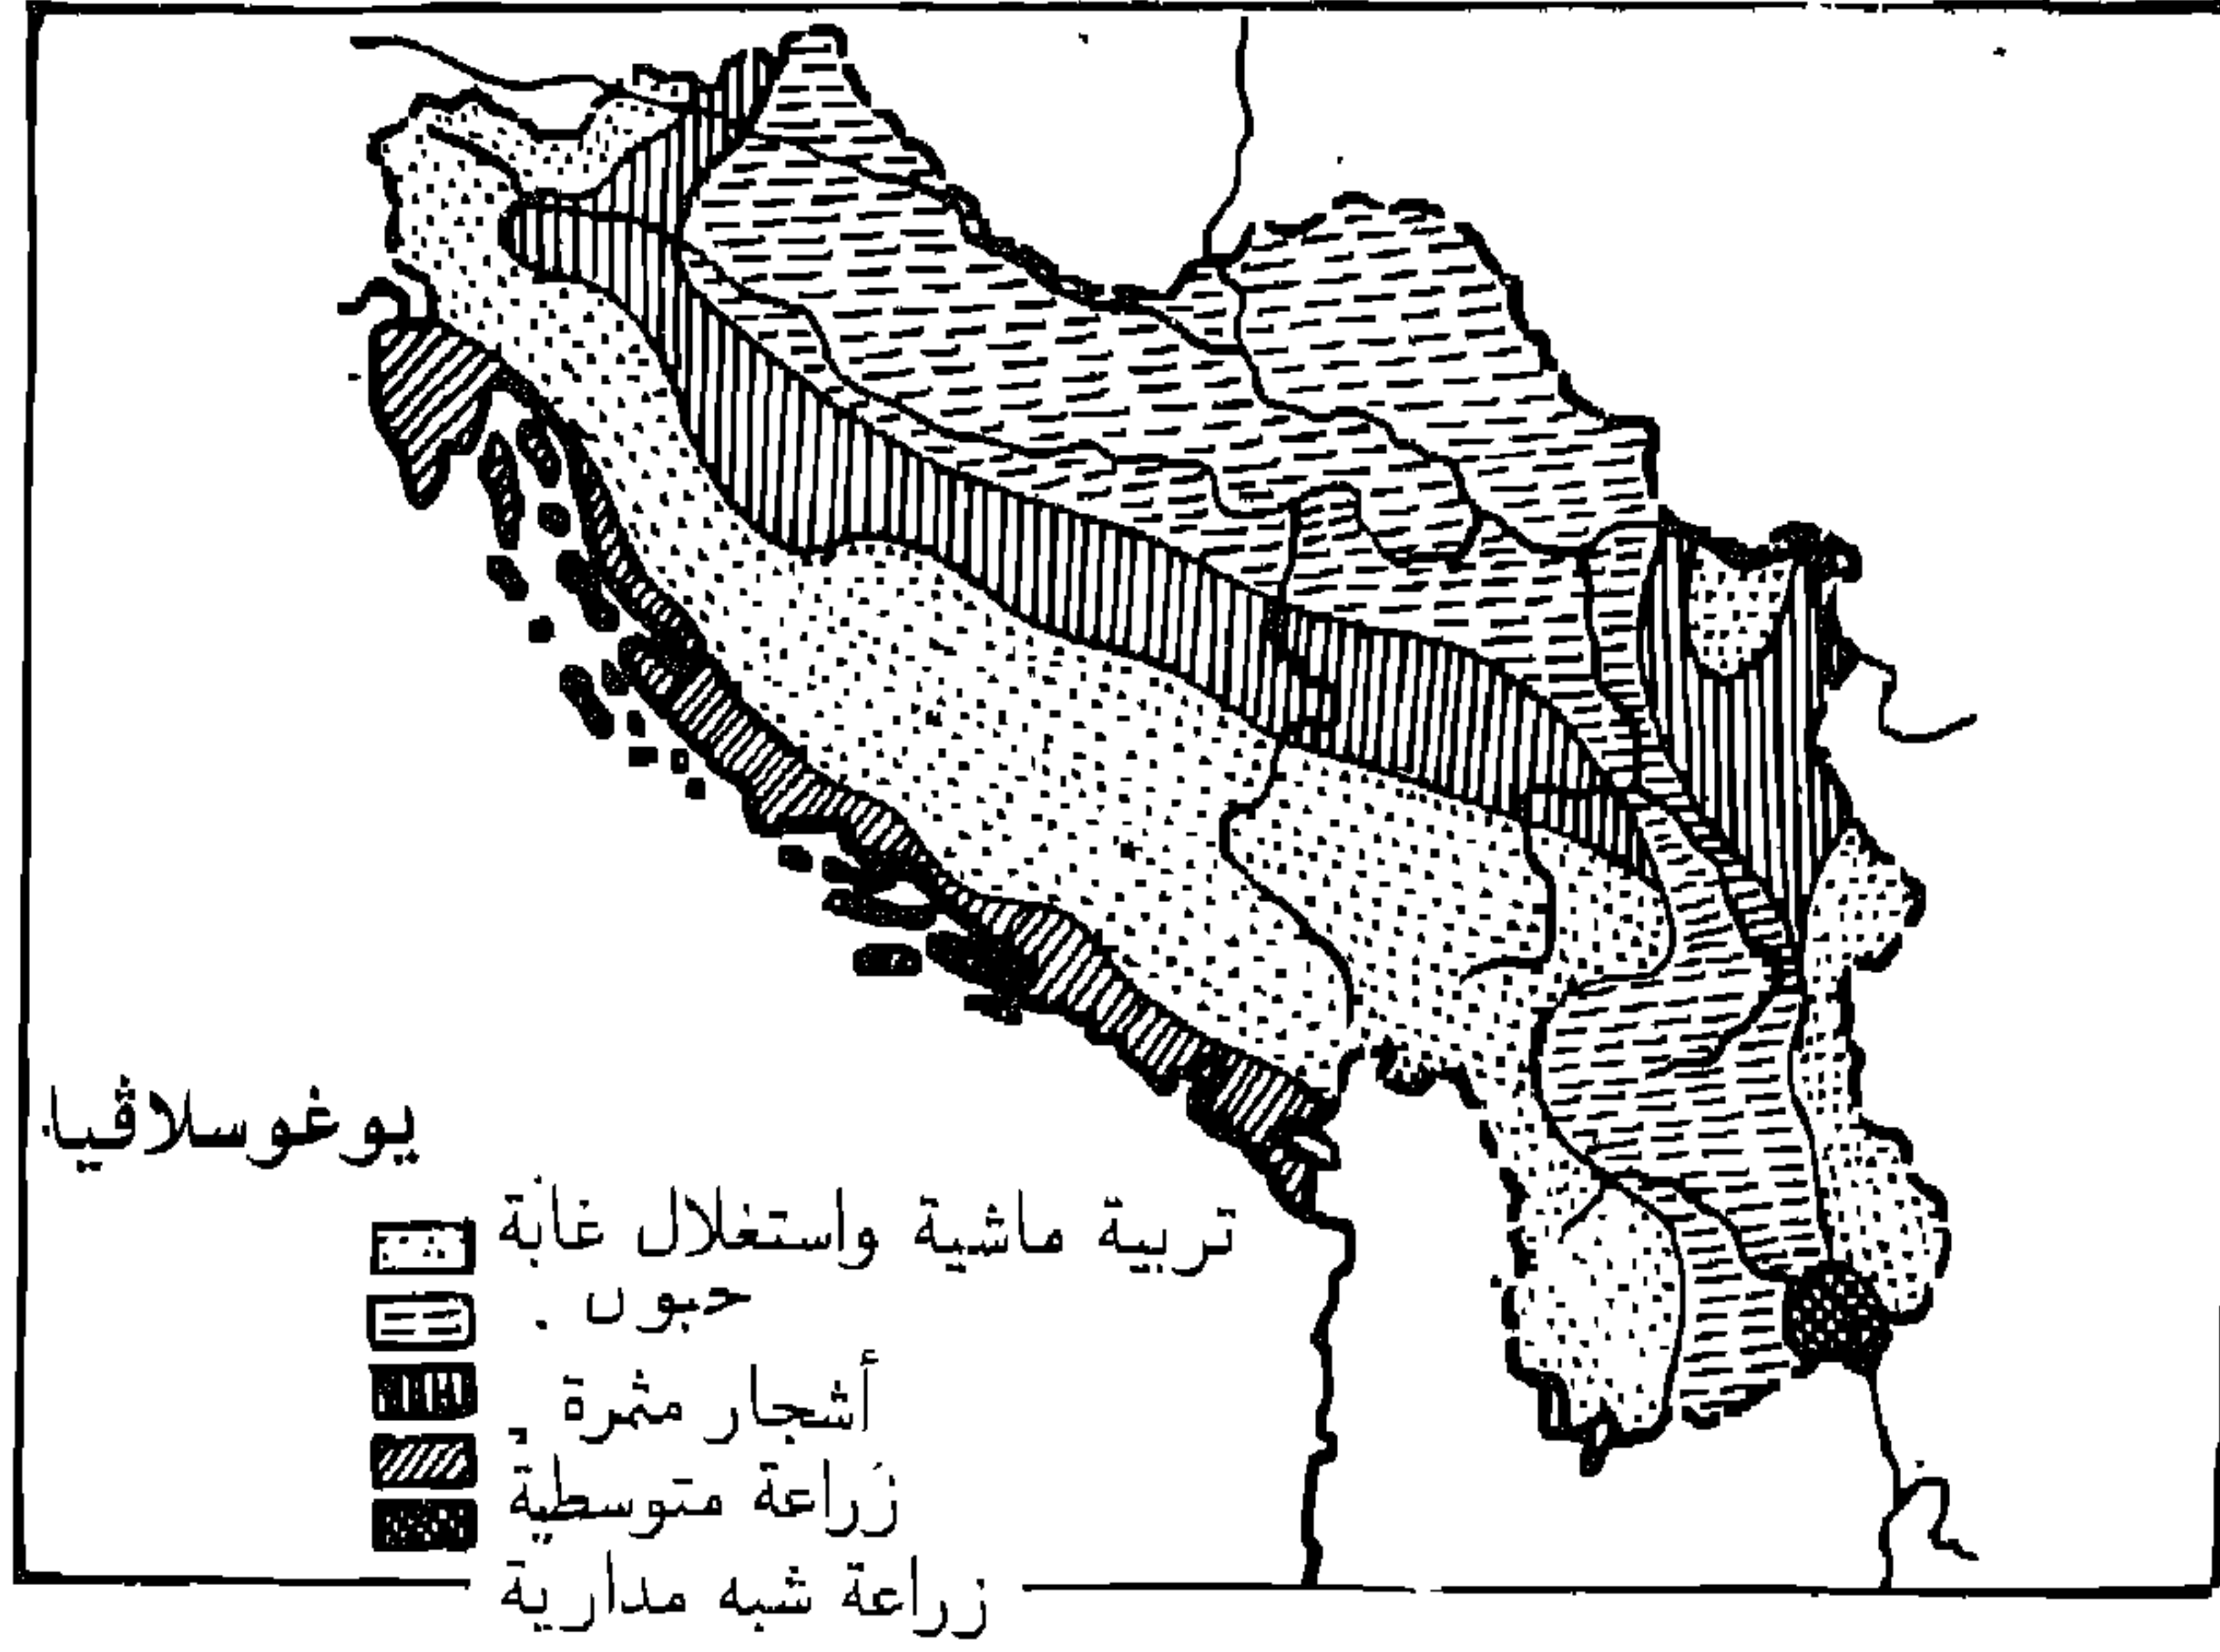 يوغوسلاڤيا
تربية ماشية واستغلال غابة
حبوب
أشجار مثمرة
زراعة متوسطية
زراعة شبه مدارية